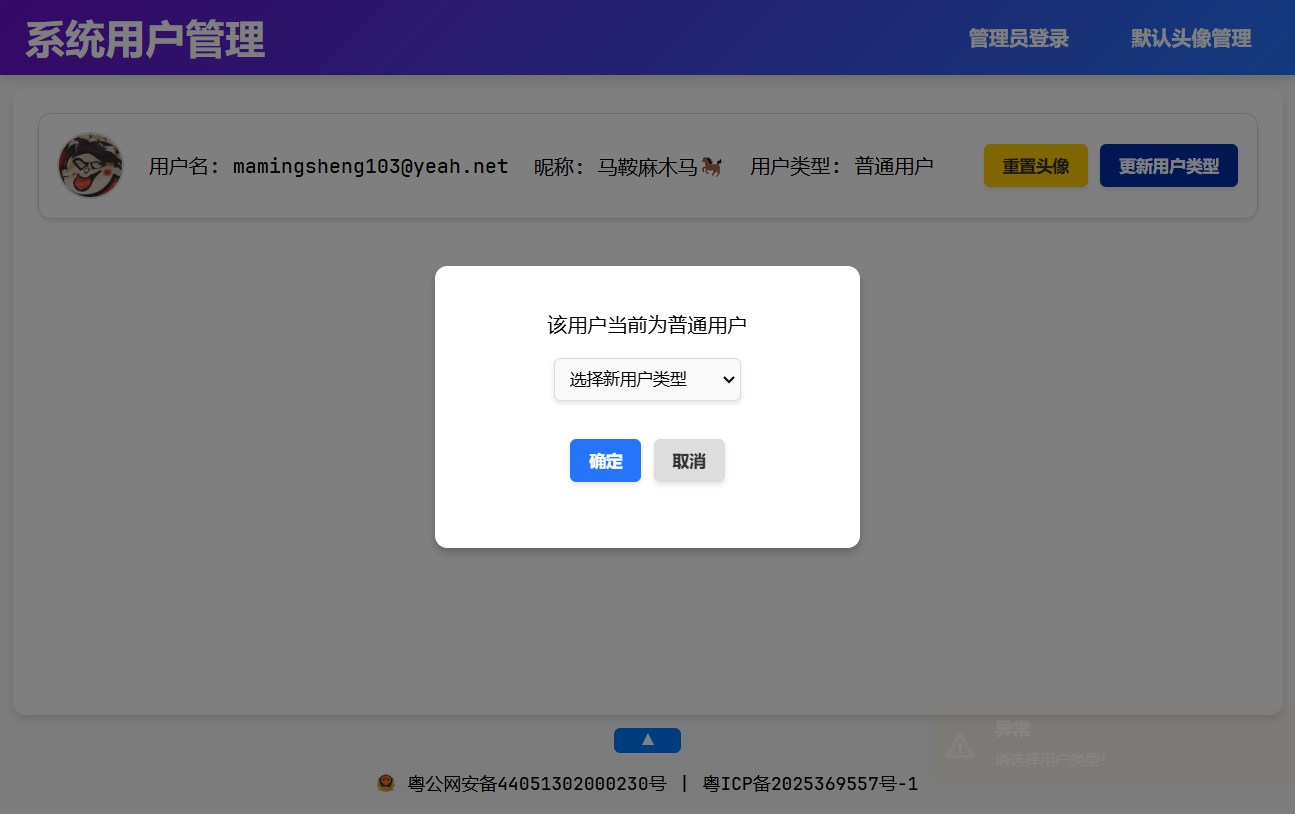 系统用户管理
管理员登录
默认头像管理
用户名: mamingsheng103@yeah.net
昵称: 马鞍麻木马🐎
用户类型: 普通用户
重置头像
更新用户类型
该用户当前为普通用户
选择新用户类型
确定
取消
▲
异常
请选择用户类型!
粤公网安备44051302000230号 | 粤ICP备2025369557号-1